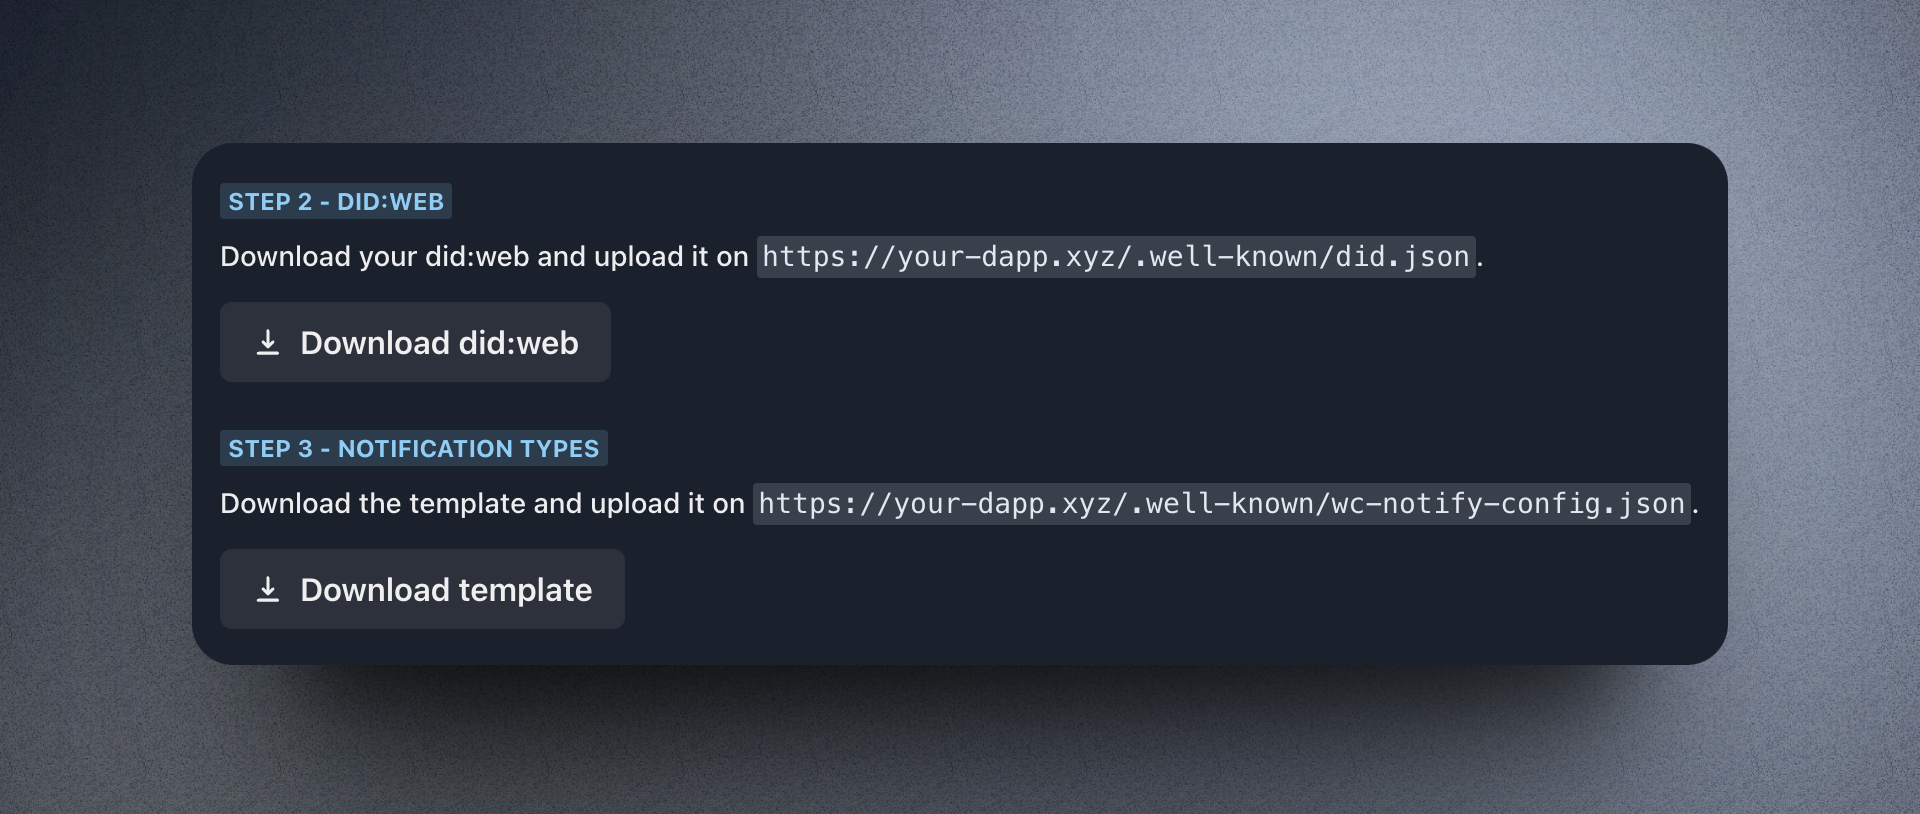 STEP 2 - DID:WEB
Download your did:web and upload it on https://your-dapp.xyz/.well-known/did.json.
Download did:web
STEP 3 - NOTIFICATION TYPES
Download the template and upload it on https://your-dapp.xyz/.well-known/wc-notify-config.json.
Download template